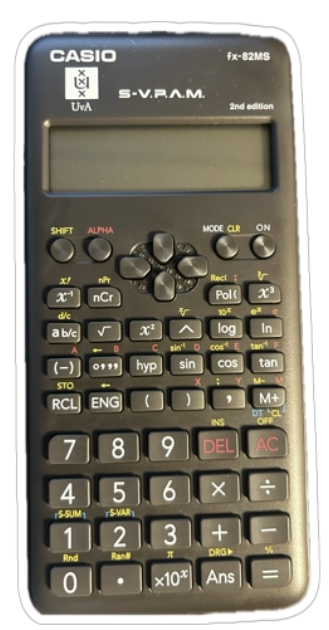 CASIO fx-82MS
UvA S-V.P.A.M. 2nd edition
SHIFT ALPHA MODE CLR ON
x! nPr Recl : ³√
x⁻¹ nCr Pol( x³
d/c ˣ√ 10ˣ eˣ e
a b/c √ x² ^ log ln
A ← B C sin⁻¹ D cos⁻¹ E tan⁻¹ F
(−) °,,, hyp sin cos tan
STO ← X ; Y M- M
RCL ENG ( ) , M+
DT CL
INS OFF
7 8 9 DEL AC
4 5 6 × ÷
S-SUM S-VAR
1 2 3 + −
Rnd Ran# π DRG▶ %
0 . ×10ˣ Ans =